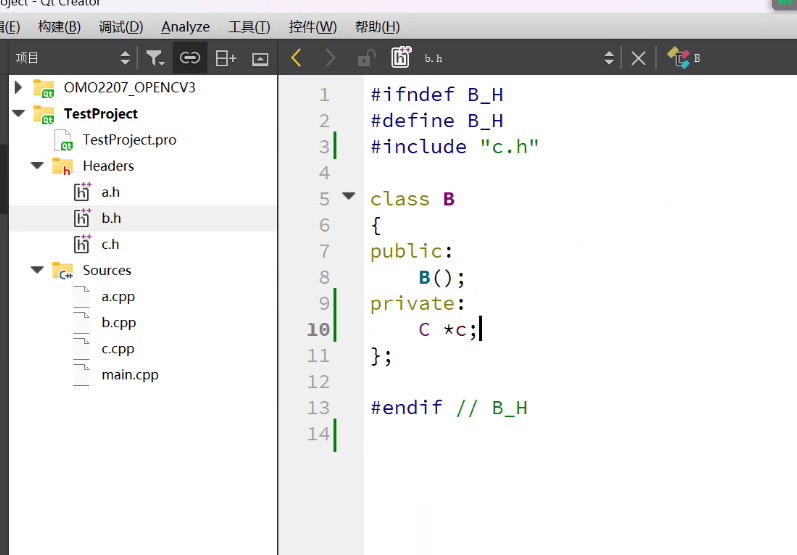 oject - Qt Creator
辑(E) 构建(B) 调试(D) Analyze 工具(T) 控件(W) 帮助(H)
项目
b.h
B
OMO2207_OPENCV3
TestProject
TestProject.pro
Headers
a.h
b.h
c.h
Sources
a.cpp
b.cpp
c.cpp
main.cpp
1 #ifndef B_H
2 #define B_H
3 #include "c.h"
4
5 class B
6 {
7 public:
8 B();
9 private:
10 C *c;
11 };
12
13 #endif // B_H
14